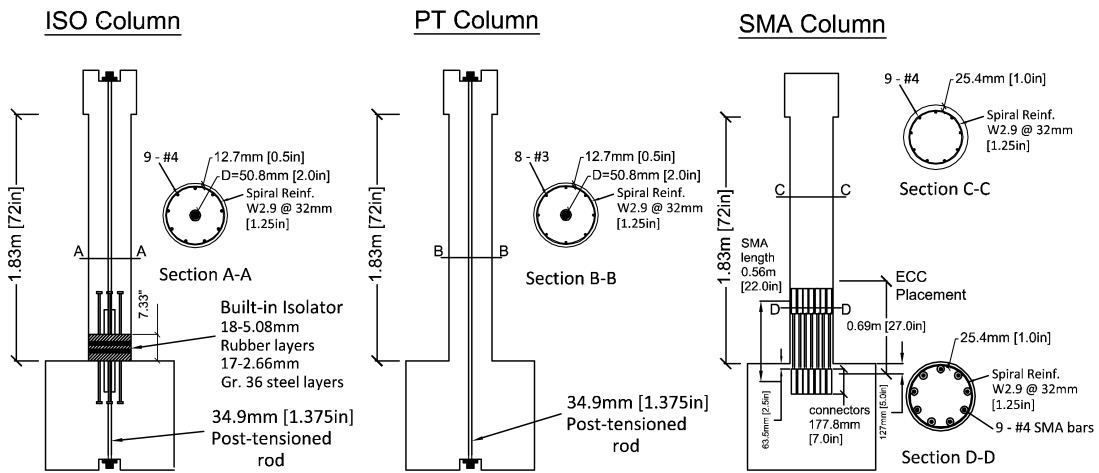 ISO Column
1.83m [72in]
9 - #4
12.7mm [0.5in]
D=50.8mm [2.0in]
Spiral Reinf.
W2.9 @ 32mm
[1.25in]
A A
Section A-A
7.33"
Built-in Isolator
18-5.08mm
Rubber layers
17-2.66mm
Gr. 36 steel layers
34.9mm [1.375in]
Post-tensioned
rod
PT Column
1.83m [72in]
8 - #3
12.7mm [0.5in]
D=50.8mm [2.0in]
Spiral Reinf.
W2.9 @ 32mm
[1.25in]
B B
Section B-B
34.9mm [1.375in]
Post-tensioned
rod
SMA Column
1.83m [72in]
9 - #4
25.4mm [1.0in]
Spiral Reinf.
W2.9 @ 32mm
[1.25in]
C C
Section C-C
SMA
length
0.56m
[22.0in]
ECC
Placement
D D
0.69m [27.0in]
25.4mm [1.0in]
Spiral Reinf.
W2.9 @ 32mm
[1.25in]
9 - #4 SMA bars
63.5mm [2.5in]
connectors
177.8mm
[7.0in]
127mm [5.0in]
Section D-D